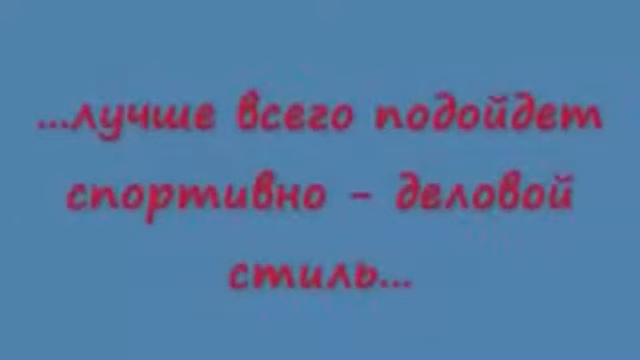 ...лучше всего подойдет
спортивно - деловой
стиль...